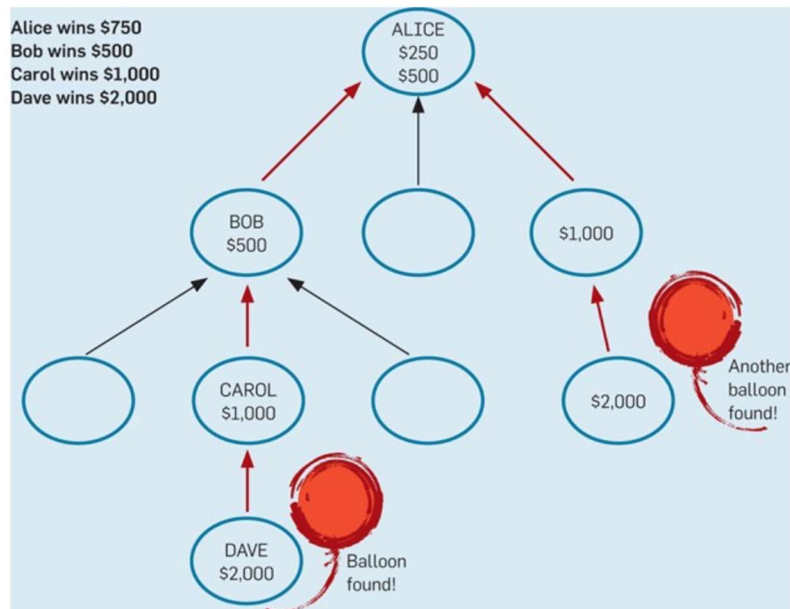 Alice wins $750
Bob wins $500
Carol wins $1,000
Dave wins $2,000
ALICE
$250
$500
BOB
$500
$1,000
CAROL
$1,000
$2,000
Another
balloon
found!
DAVE
$2,000
Balloon
found!